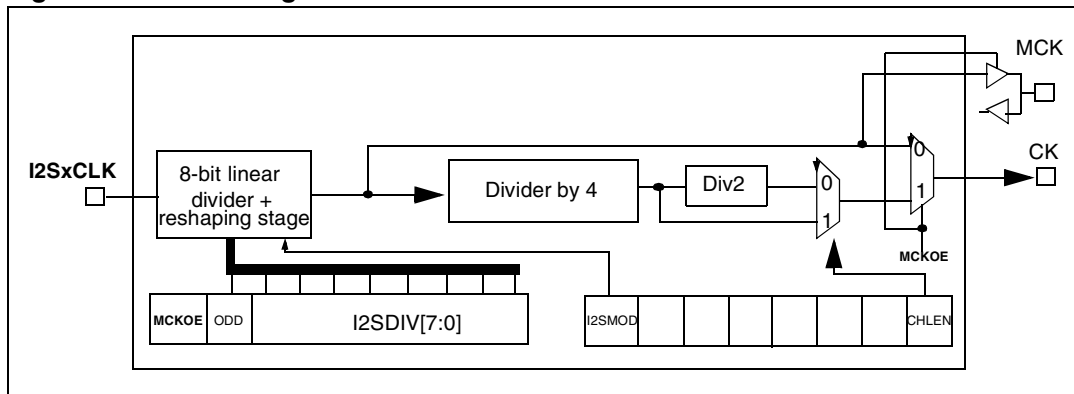 MCK
I2SxCLK
8-bit linear
divider +
reshaping stage
Divider by 4
Div2
0
1
0
1
CK
MCKOE
MCKOE
ODD
I2SDIV[7:0]
I2SMOD
CHLEN